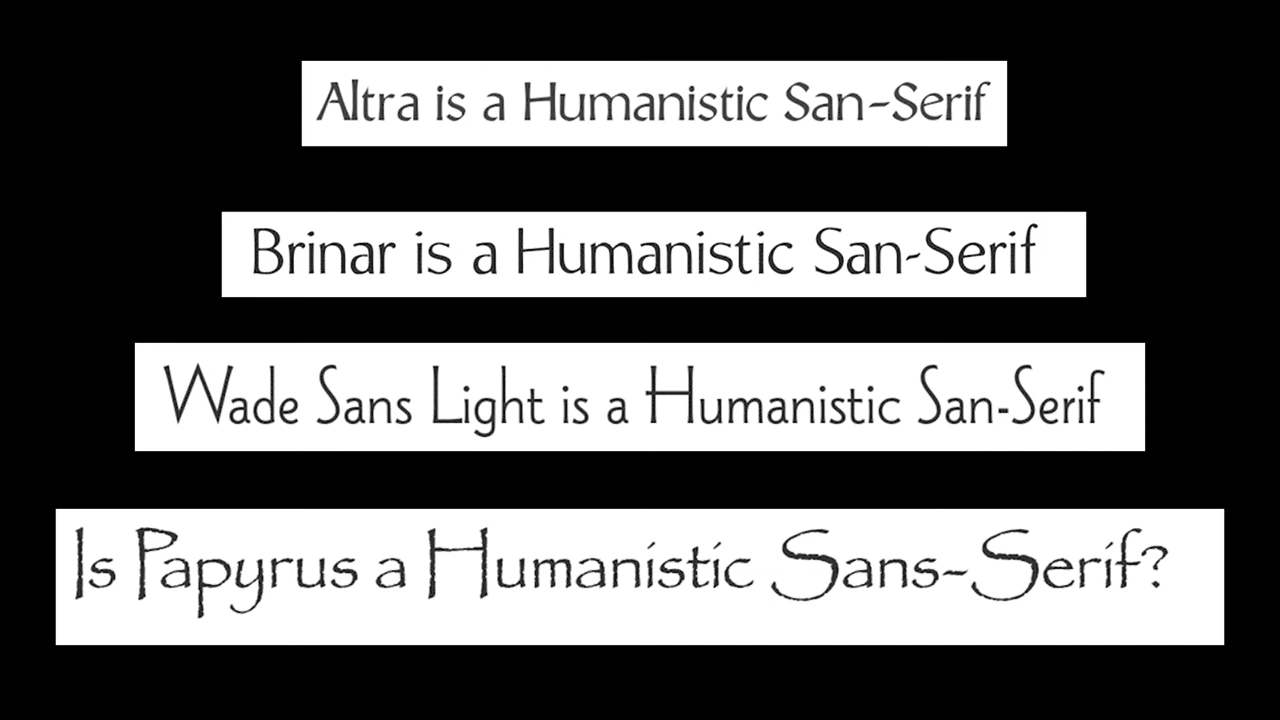 Altra is a Humanistic San-Serif
Brinar is a Humanistic San-Serif
Wade Sans Light is a Humanistic San-Serif
Is Papyrus a Humanistic Sans-Serif?